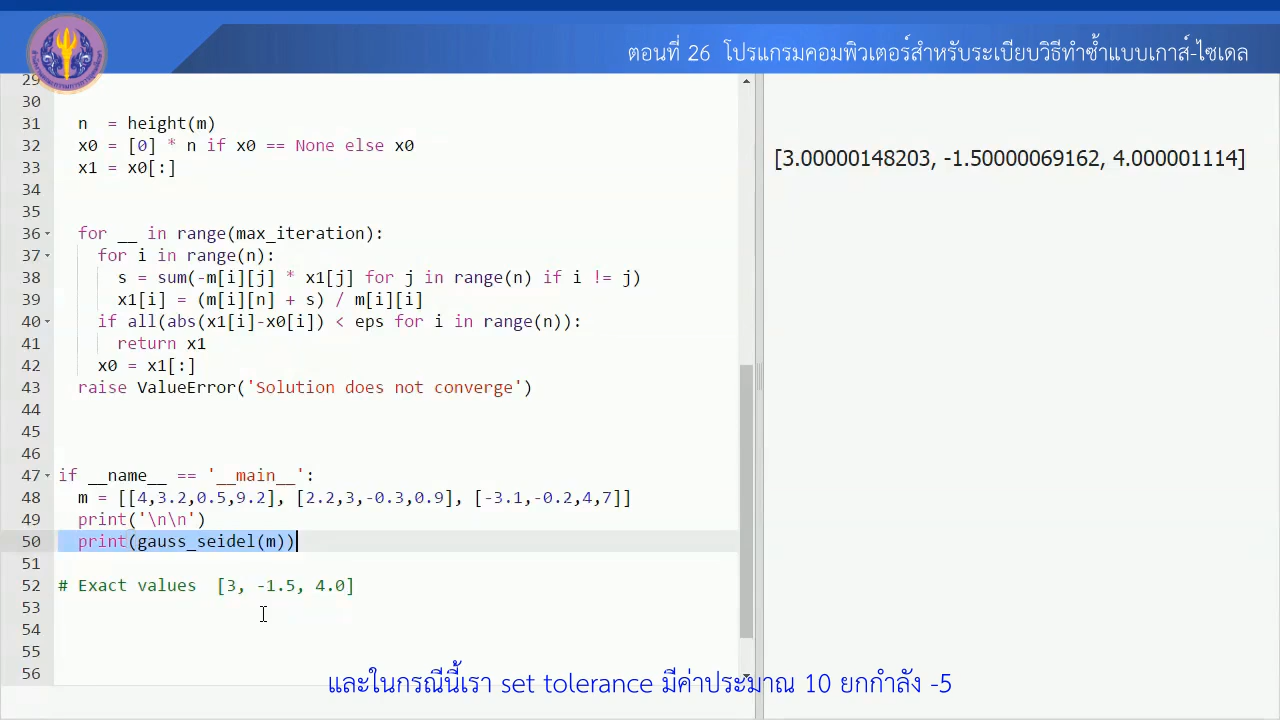 ตอนที่ 26 โปรแกรมคอมพิวเตอร์สำหรับระเบียบวิธีทำซ้ำแบบเกาส์-ไซเดล
29
30
31 n = height(m)
32 x0 = [0] * n if x0 == None else x0
33 x1 = x0[:]
34
35
36 for __ in range(max_iteration):
37 for i in range(n):
38 s = sum(-m[i][j] * x1[j] for j in range(n) if i != j)
39 x1[i] = (m[i][n] + s) / m[i][i]
40 if all(abs(x1[i]-x0[i]) < eps for i in range(n)):
41 return x1
42 x0 = x1[:]
43 raise ValueError('Solution does not converge')
44
45
46
47 if __name__ == '__main__':
48 m = [[4,3.2,0.5,9.2], [2.2,3,-0.3,0.9], [-3.1,-0.2,4,7]]
49 print('\n\n')
50 print(gauss_seidel(m))
51
52 # Exact values [3, -1.5, 4.0]
53
54
55
56
[3.00000148203, -1.50000069162, 4.000001114]
และในกรณีนี้เรา set tolerance มีค่าประมาณ 10 ยกกำลัง -5